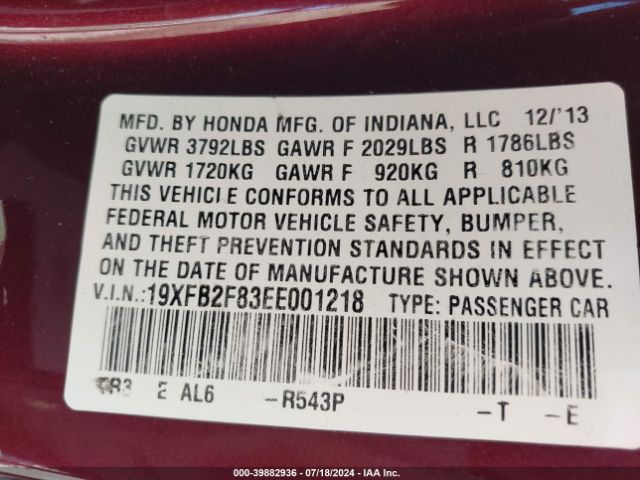 MFD. BY HONDA MFG. OF INDIANA, LLC 12/'13
GVWR 3792LBS GAWR F 2029LBS R 1786LBS
GVWR 1720KG GAWR F 920KG R 810KG
THIS VEHICLE CONFORMS TO ALL APPLICABLE
FEDERAL MOTOR VEHICLE SAFETY, BUMPER,
AND THEFT PREVENTION STANDARDS IN EFFECT
ON THE DATE OF MANUFACTURE SHOWN ABOVE.
V.I.N.:19XFB2F83EE001218 TYPE: PASSENGER CAR
AL6 -R543P -T -E
00-39882936 - 07/18/2024 - IAA Inc.